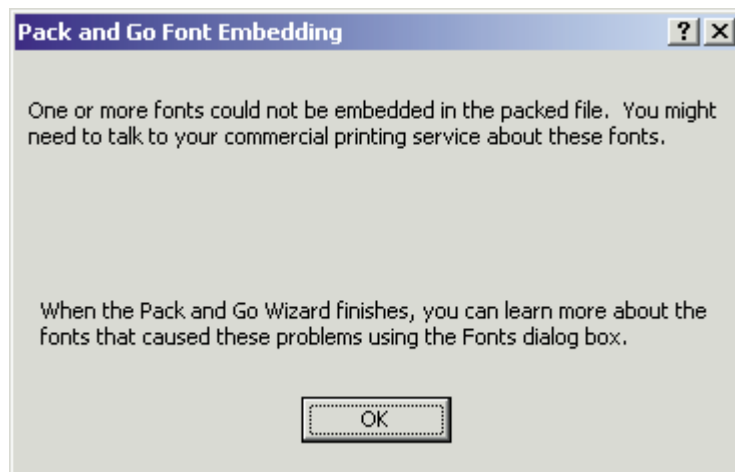 Pack and Go Font Embedding
One or more fonts could not be embedded in the packed file.  You might
need to talk to your commercial printing service about these fonts.
When the Pack and Go Wizard finishes, you can learn more about the
fonts that caused these problems using the Fonts dialog box.
OK